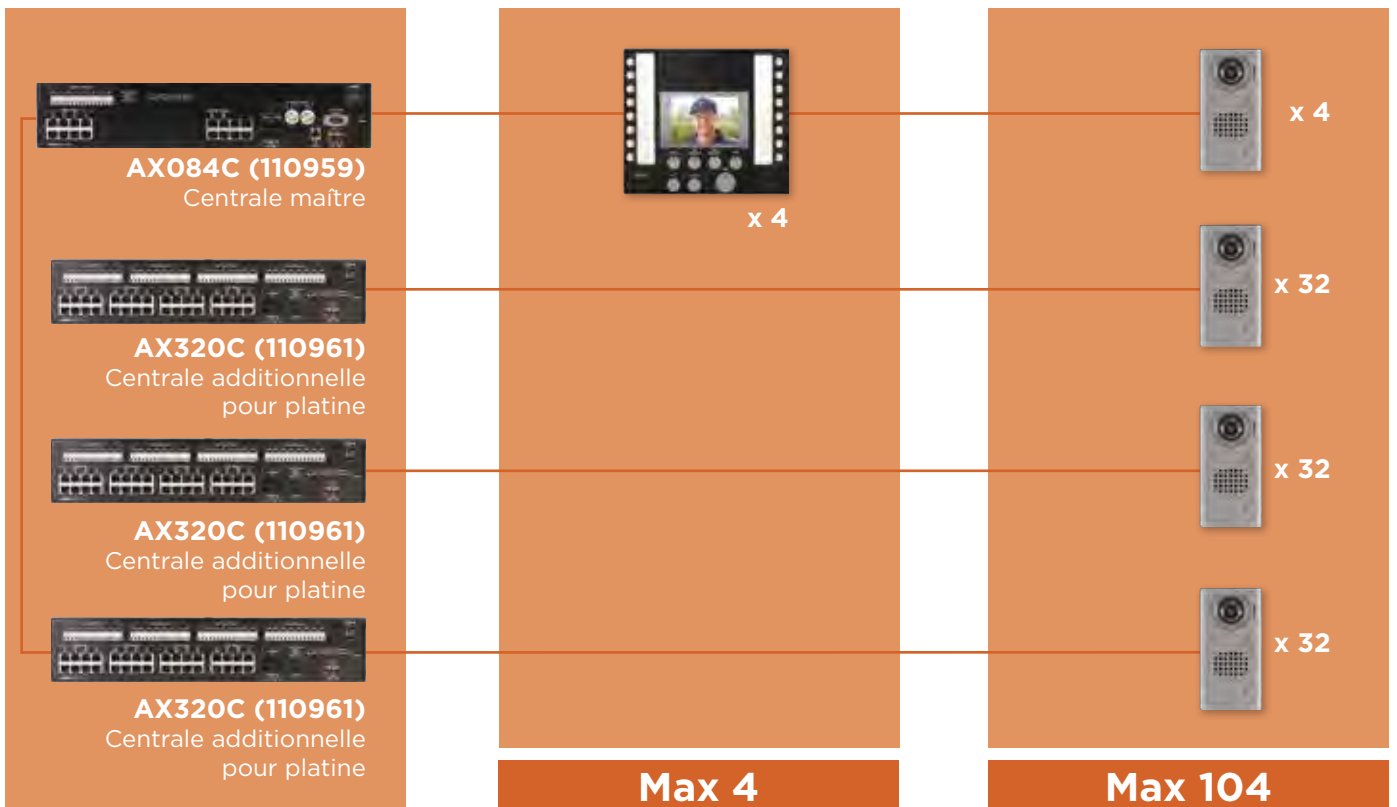 AX084C (110959)
Centrale maître
x 4
x 4
AX320C (110961)
Centrale additionnelle
pour platine
x 32
AX320C (110961)
Centrale additionnelle
pour platine
x 32
AX320C (110961)
Centrale additionnelle
pour platine
x 32
Max 4
Max 104